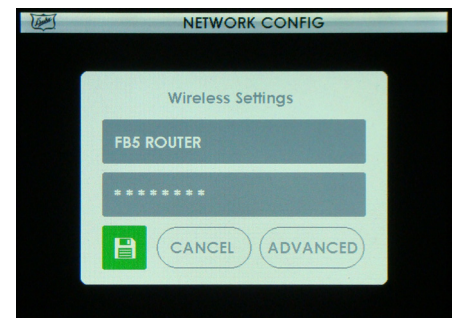 NETWORK CONFIG
Wireless Settings
FB5 ROUTER
* * * * * * * *
CANCEL ADVANCED